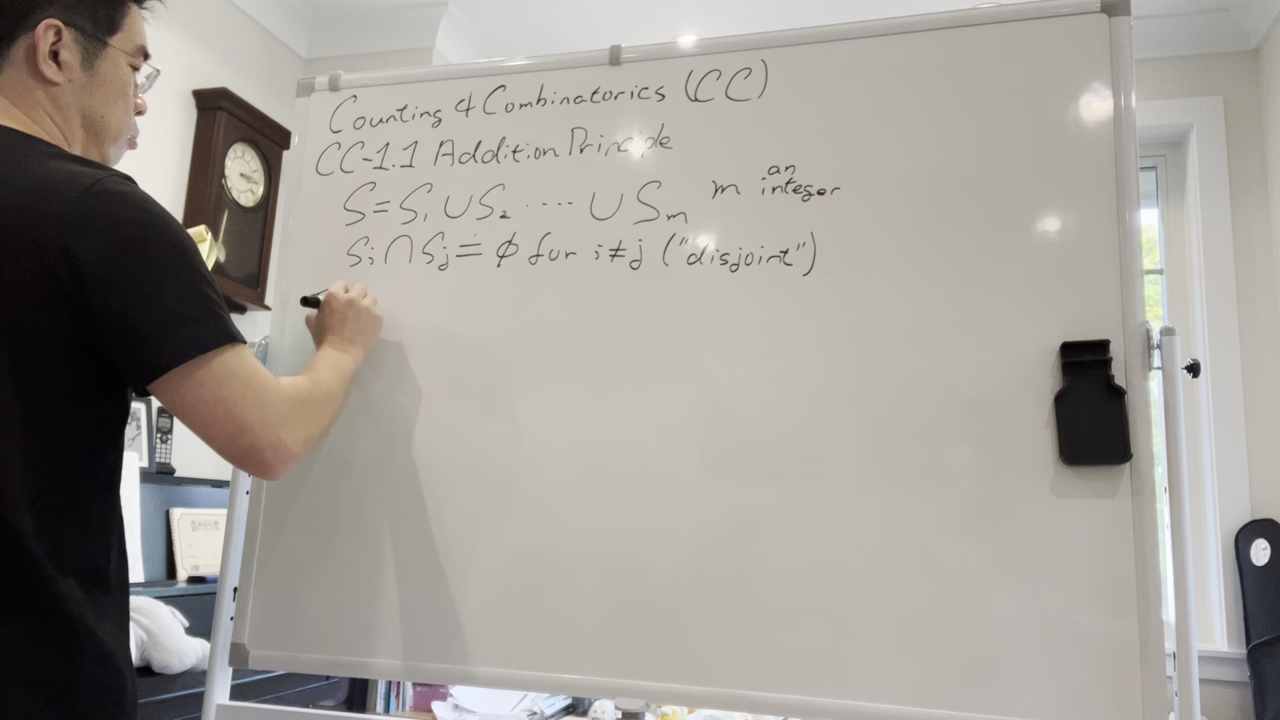 Counting & Combinatorics (CC)
CC-1.1 Addition Principle
S = S₁ ∪ S₂ ···· ∪ Sₘ m an integer
Sᵢ ∩ Sⱼ = ϕ for i ≠ j ("disjoint")